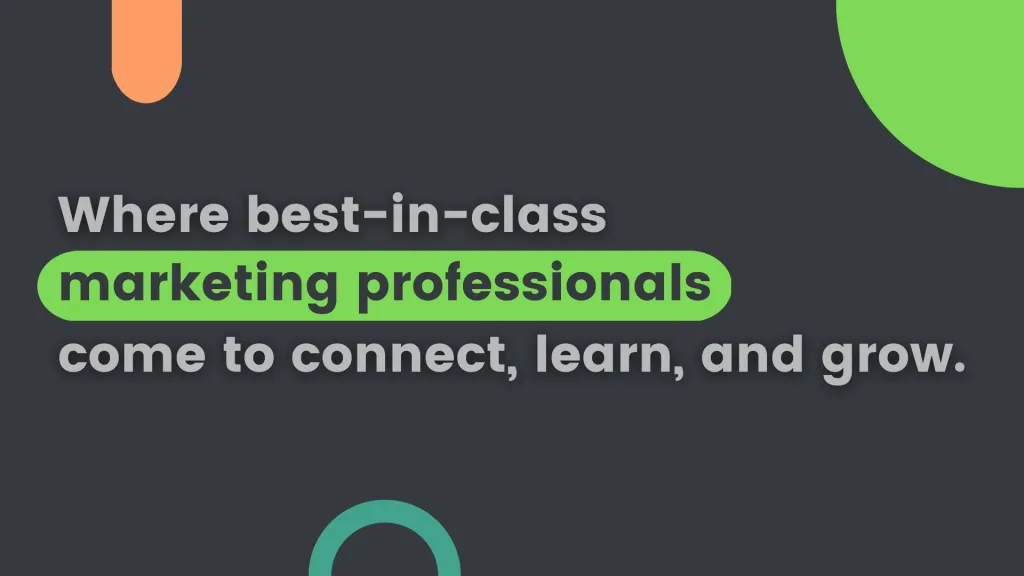 Where best-in-class
marketing professionals
come to connect, learn, and grow.